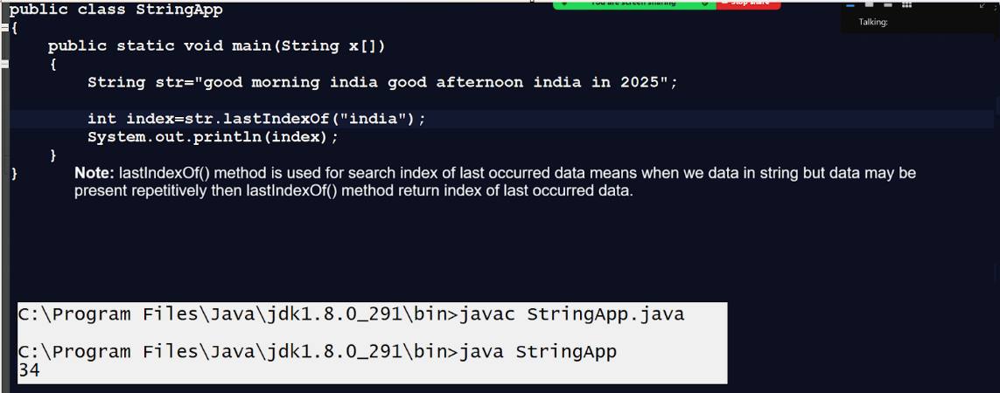 public class StringApp
You are screen sharing
Stop share
{
Talking:
public static void main(String x[])
{
String str="good morning india good afternoon india in 2025";
int index=str.lastIndexOf("india");
System.out.println(index);
}
}
Note: lastIndexOf() method is used for search index of last occurred data means when we data in string but data may be
present repetitively then lastIndexOf() method return index of last occurred data.
C:\Program Files\Java\jdk1.8.0_291\bin>javac StringApp.java
C:\Program Files\Java\jdk1.8.0_291\bin>java StringApp
34